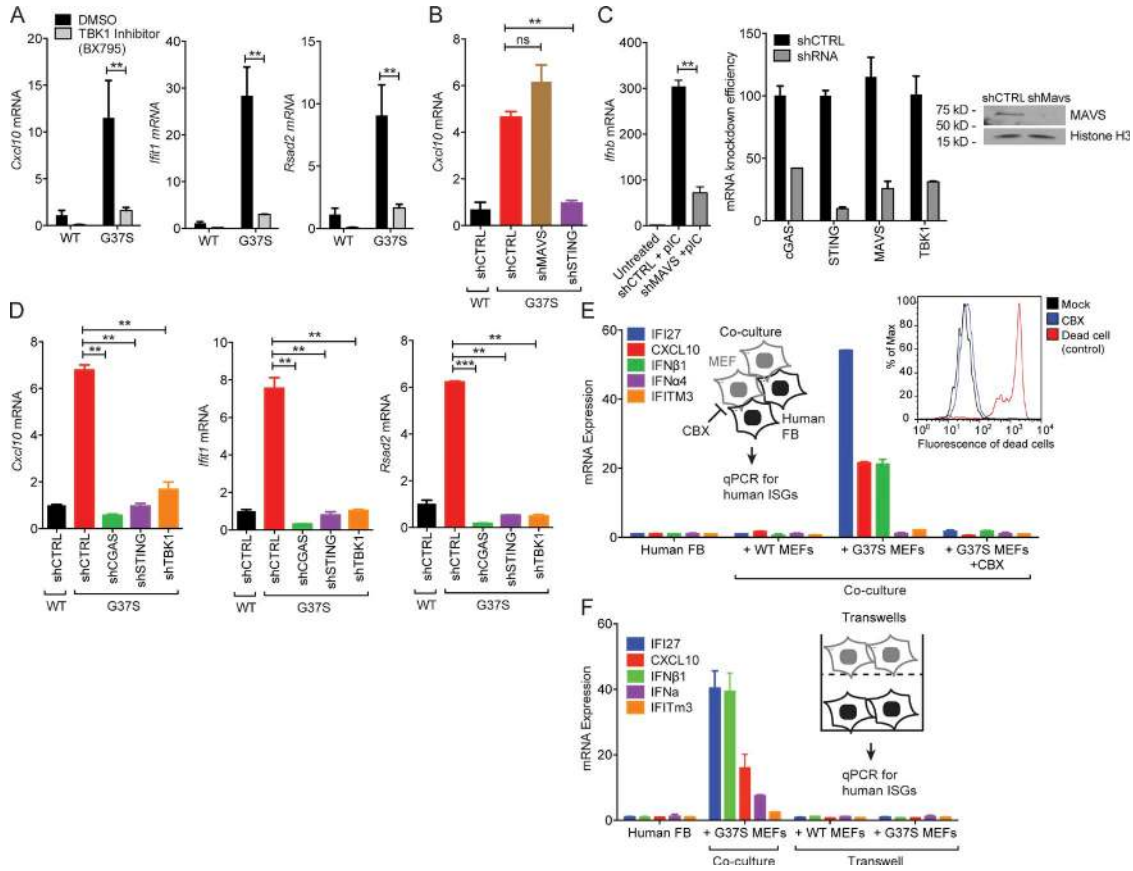 A
DMSO
TBK1 Inhibitor
(BX795)
Cxcl10 mRNA
20
15
10
5
0
**
WT
G37S
Ifit1 mRNA
40
30
20
10
0
**
WT
G37S
Rsad2 mRNA
15
10
5
0
**
WT
G37S
B
Cxcl10 mRNA
8
6
4
2
0
**
ns
shCTRL
shCTRL
shMAVS
shSTING
WT
G37S
C
Ifnb mRNA
400
300
200
100
0
**
Untreated
shCTRL + pIC
shMAVS +pIC
shCTRL
shRNA
mRNA knockdown efficiency
150
100
50
0
cGAS
STING
MAVS
TBK1
shCTRL shMavs
75 kD -
50 kD -
15 kD -
MAVS
Histone H3
D
Cxcl10 mRNA
8
6
4
2
0
**
**
**
shCTRL
shCTRL
shCGAS
shSTING
shTBK1
WT
G37S
Ifit1 mRNA
10
8
6
4
2
0
**
**
**
shCTRL
shCTRL
shCGAS
shSTING
shTBK1
WT
G37S
Rsad2 mRNA
8
6
4
2
0
**
**
***
shCTRL
shCTRL
shCGAS
shSTING
shTBK1
WT
G37S
E
mRNA Expression
60
40
20
0
IFI27
CXCL10
IFNβ1
IFNα4
IFITM3
Co-culture
MEF
CBX
Human
FB
qPCR for
human ISGs
% of Max
100
80
60
40
20
0
10⁰ 10¹ 10² 10³ 10⁴
Fluorescence of dead cells
Mock
CBX
Dead cell
(control)
Human FB
+ WT MEFs
+ G37S MEFs
+ G37S MEFs
+CBX
Co-culture
F
mRNA Expression
60
40
20
0
IFI27
CXCL10
IFNβ1
IFNa
IFITm3
Transwells
qPCR for
human ISGs
Human FB
+ G37S MEFs
+ WT MEFs
+ G37S MEFs
Co-culture
Transwell